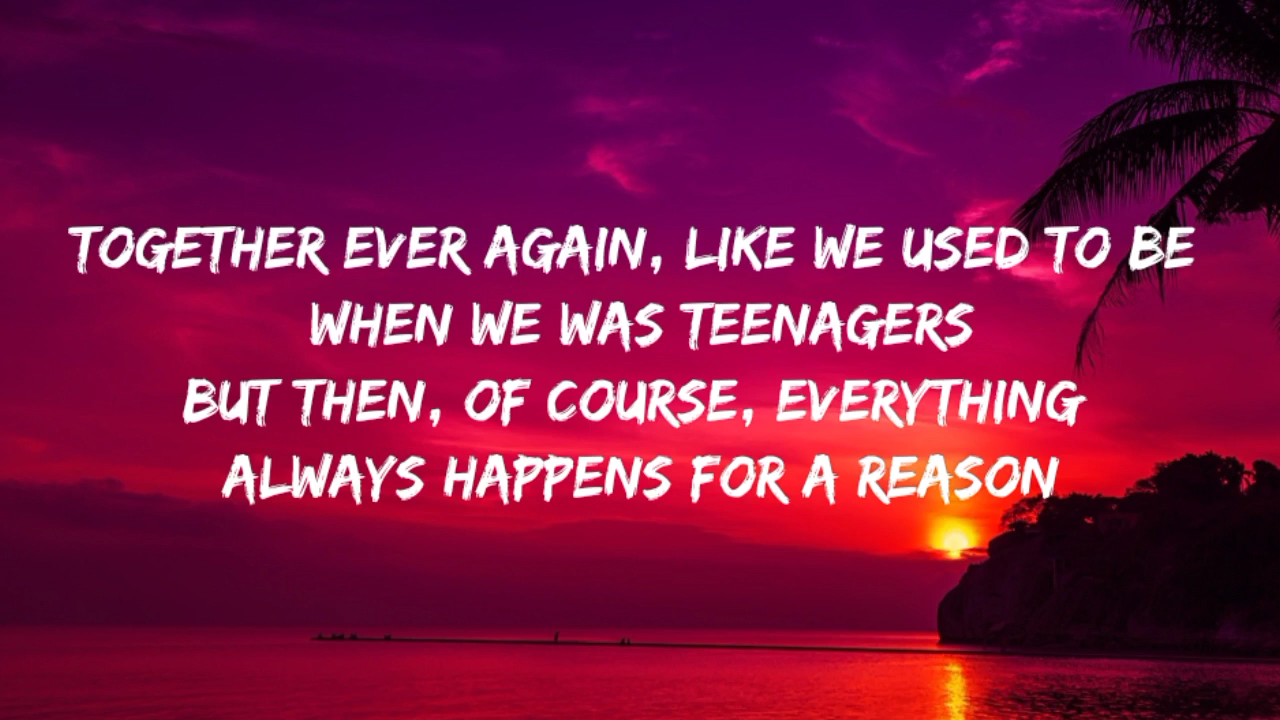 TOGETHER EVER AGAIN, LIKE WE USED TO BE
WHEN WE WAS TEENAGERS
BUT THEN, OF COURSE, EVERYTHING
ALWAYS HAPPENS FOR A REASON